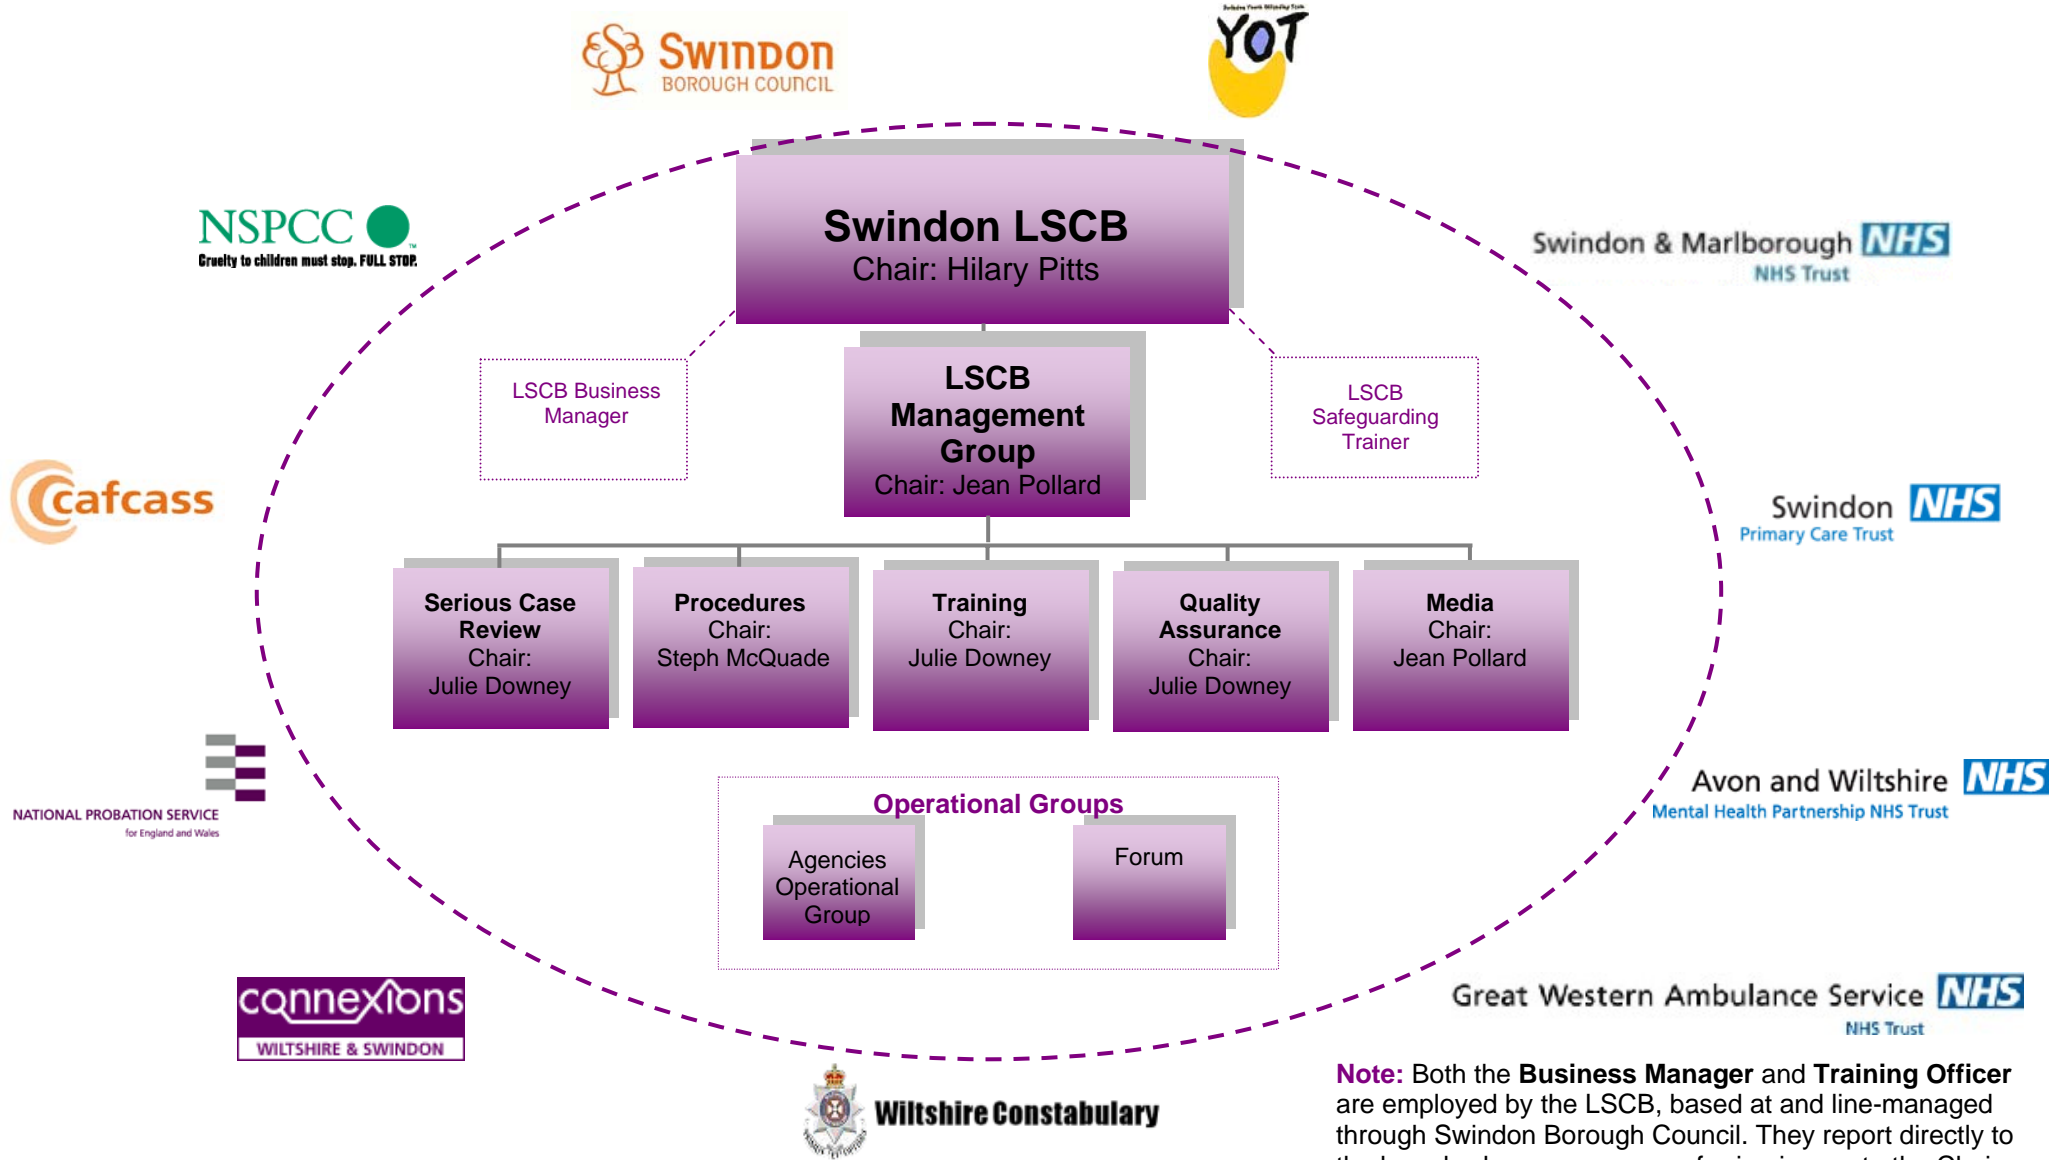 Swindon
BOROUGH COUNCIL
Swindon Youth Offending Team
YOT
NSPCC
Cruelty to children must stop. FULL STOP.
Swindon LSCB
Chair: Hilary Pitts
Swindon & Marlborough NHS
NHS Trust
LSCB Business
Manager
LSCB
Management
Group
Chair: Jean Pollard
LSCB
Safeguarding
Trainer
cafcass
Swindon NHS
Primary Care Trust
Serious Case
Review
Chair:
Julie Downey
Procedures
Chair:
Steph McQuade
Training
Chair:
Julie Downey
Quality
Assurance
Chair:
Julie Downey
Media
Chair:
Jean Pollard
NATIONAL PROBATION SERVICE
for England and Wales
Avon and Wiltshire NHS
Mental Health Partnership NHS Trust
Operational Groups
Agencies
Operational
Group
Forum
connexions
WILTSHIRE & SWINDON
Great Western Ambulance Service NHS
NHS Trust
Wiltshire Constabulary
Note: Both the Business Manager and Training Officer
are employed by the LSCB, based at and line-managed
through Swindon Borough Council. They report directly to